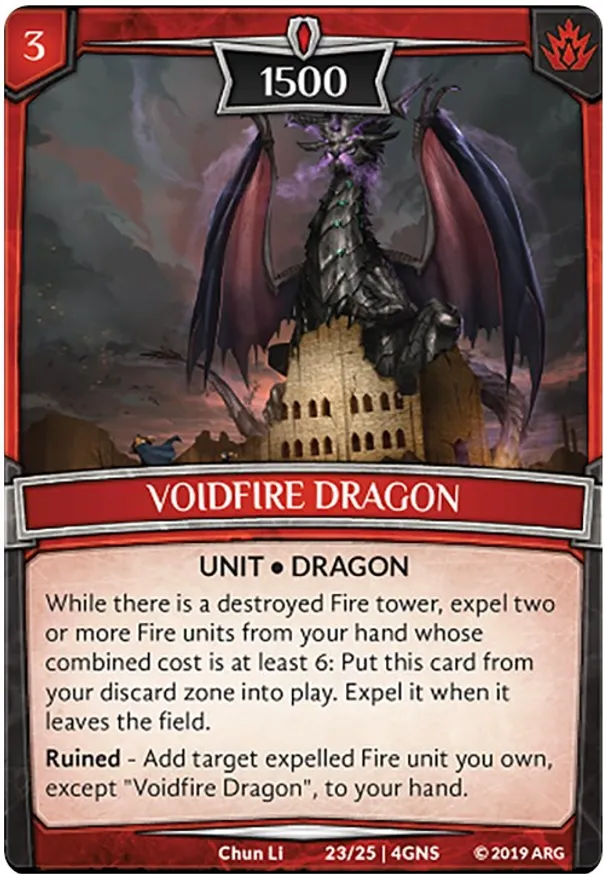 3
1500
VOIDFIRE DRAGON
UNIT • DRAGON
While there is a destroyed Fire tower, expel two
or more Fire units from your hand whose
combined cost is at least 6: Put this card from
your discard zone into play. Expel it when it
leaves the field.
Ruined - Add target expelled Fire unit you own,
except "Voidfire Dragon", to your hand.
Chun Li 23/25 | 4GNS © 2019 ARG